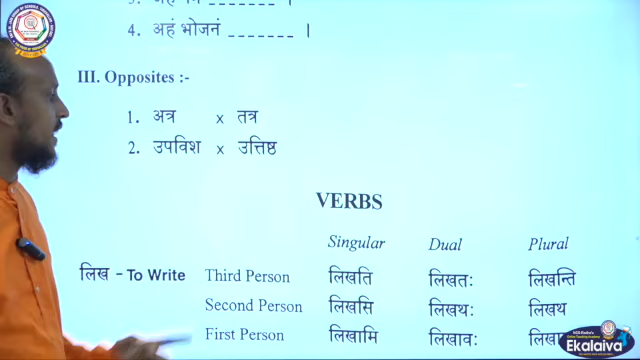 4. अहं भोजनं _______ ।
III. Opposites :-
1. अत्र x तत्र
2. उपविश x उत्तिष्ठ
VERBS
Singular Dual Plural
लिख - To Write Third Person लिखति लिखतः लिखन्ति
Second Person लिखसि लिखथः लिखथ
First Person लिखामि लिखावः
Ekalaiva